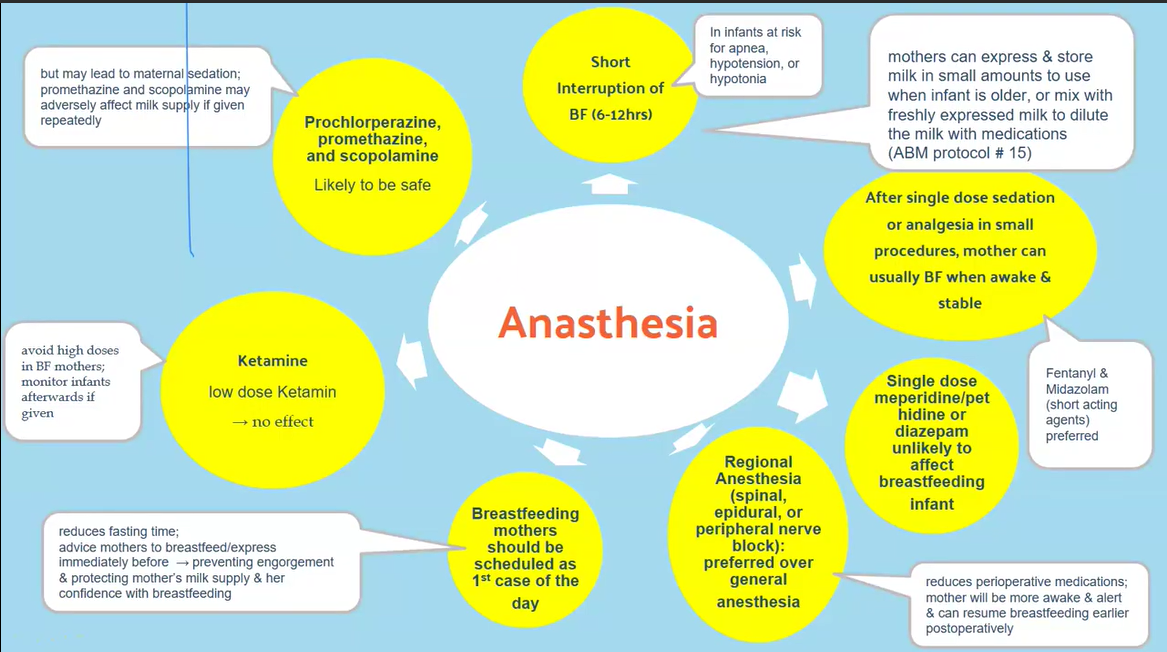 but may lead to maternal sedation;
promethazine and scopolamine may
adversely affect milk supply if given
repeatedly
Prochlorperazine,
promethazine,
and scopolamine
Likely to be safe
Short
Interruption of
BF (6-12hrs)
In infants at risk
for apnea,
hypotension, or
hypotonia
mothers can express & store
milk in small amounts to use
when infant is older, or mix with
freshly expressed milk to dilute
the milk with medications
(ABM protocol # 15)
After single dose sedation
or analgesia in small
procedures, mother can
usually BF when awake &
stable
Anasthesia
avoid high doses
in BF mothers;
monitor infants
afterwards if
given
Ketamine
low dose Ketamin
→ no effect
Fentanyl &
Midazolam
(short acting
agents)
preferred
Single dose
meperidine/pet
hidine or
diazepam
unlikely to
affect
breastfeeding
infant
Regional
Anesthesia
(spinal,
epidural, or
peripheral nerve
block):
preferred over
general
anesthesia
Breastfeeding
mothers
should be
scheduled as
1st case of the
day
reduces fasting time;
advice mothers to breastfeed/express
immediately before → preventing engorgement
& protecting mother's milk supply & her
confidence with breastfeeding
reduces perioperative medications;
mother will be more awake & alert
& can resume breastfeeding earlier
postoperatively